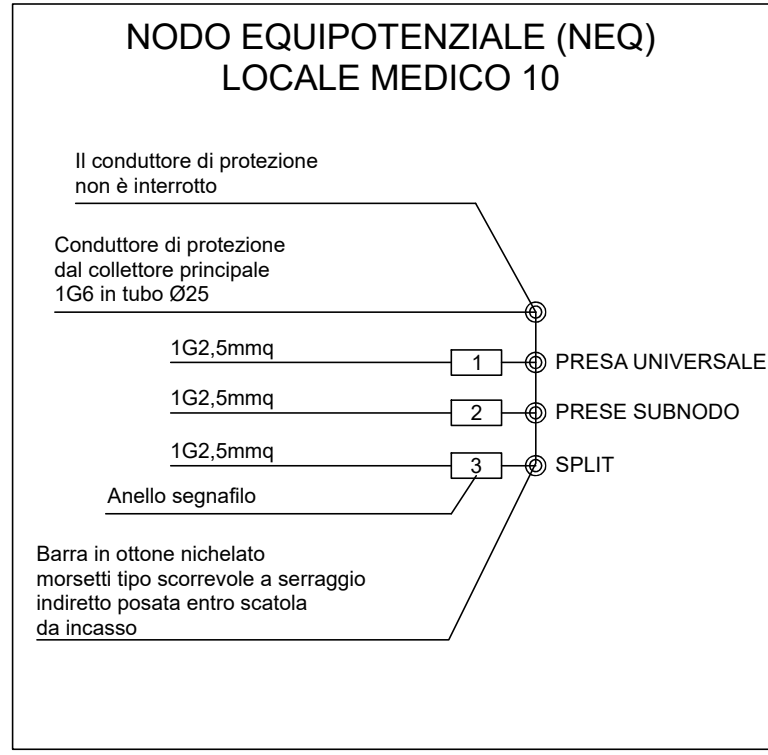 NODO EQUIPOTENZIALE (NEQ)
LOCALE MEDICO 10
Il conduttore di protezione
non è interrotto
Conduttore di protezione
dal collettore principale
1G6 in tubo Ø25
1G2,5mmq
1
PRESA UNIVERSALE
1G2,5mmq
2
PRESE SUBNODO
1G2,5mmq
3
SPLIT
Anello segnafilo
Barra in ottone nichelato
morsetti tipo scorrevole a serraggio
indiretto posata entro scatola
da incasso